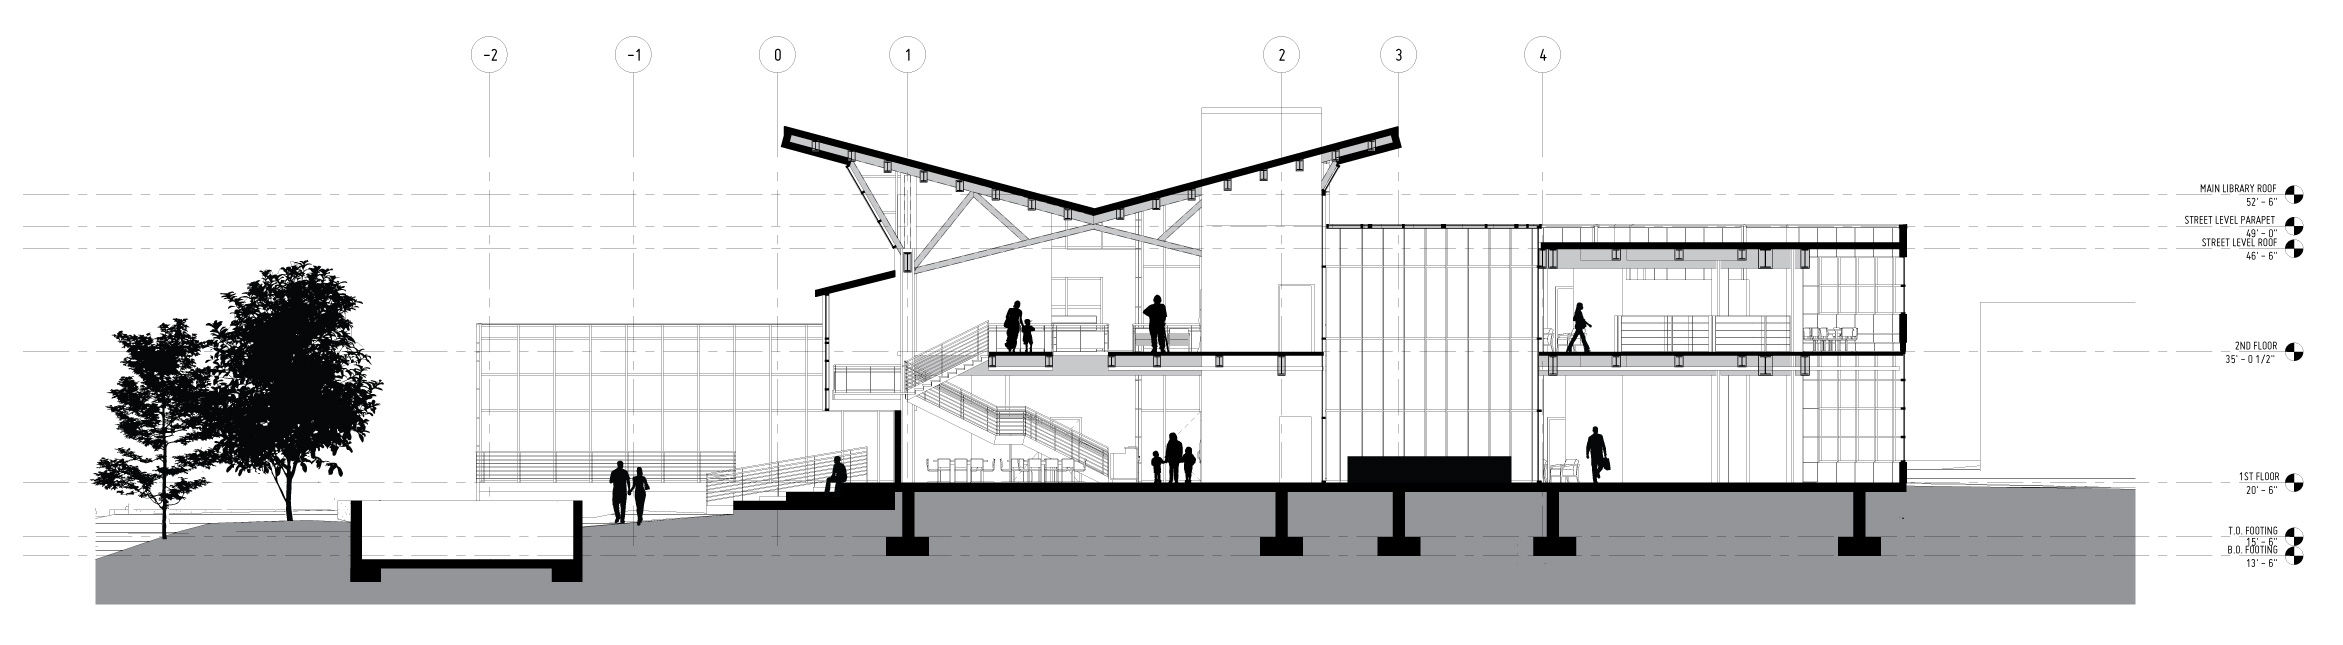 -2
-1
0
1
2
3
4
MAIN LIBRARY ROOF
52' - 6"
STREET LEVEL PARAPET
49' - 0"
STREET LEVEL ROOF
46' - 6"
2ND FLOOR
35' - 0 1/2"
1ST FLOOR
20' - 6"
T.O. FOOTING
15' - 6"
B.O. FOOTING
13' - 6"